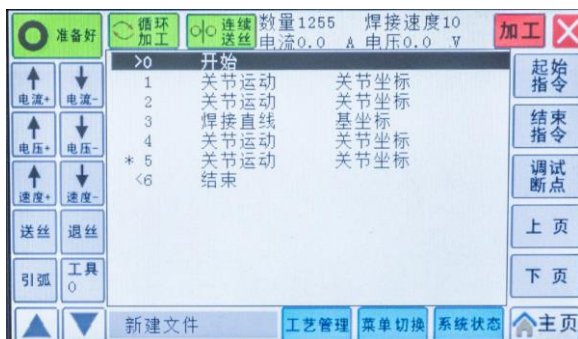 准备好 循环加工 连续送丝 数量1255 焊接速度10 加工
电流0.0 A 电压0.0 V
>0 开始
1 关节运动 关节坐标
2 关节运动 关节坐标
3 焊接直线 基坐标
4 关节运动 关节坐标
* 5 关节运动 关节坐标
<6 结束
电流+ 电流-
电压+ 电压-
速度+ 速度-
送丝 退丝
引弧 工具0
起始指令
结束指令
调试断点
上页
下页
新建文件 工艺管理 菜单切换 系统状态 主页